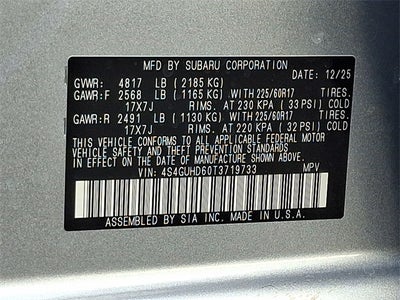 MFD. BY SUBARU CORPORATION
GVWR: 4817 LB ( 2185 KG) DATE: 12/25
GAWR:F 2568 LB ( 1165 KG) WITH 225/60R17 TIRES.
17X7J RIMS. AT 230 KPA ( 33 PSI) COLD
GAWR:R 2491 LB ( 1130 KG) WITH 225/60R17 TIRES.
17X7J RIMS. AT 220 KPA ( 32 PSI) COLD
THIS VEHICLE CONFORMS TO ALL APPLICABLE FEDERAL MOTOR
VEHICLE SAFETY AND THEFT PREVENTION STANDARDS
IN EFFECT ON THE DATE OF MANUFACTURE SHOWN ABOVE.
VIN: 4S4GUHD60T3719733 MPV
ASSEMBLED BY SIA INC. MADE IN U.S.A.